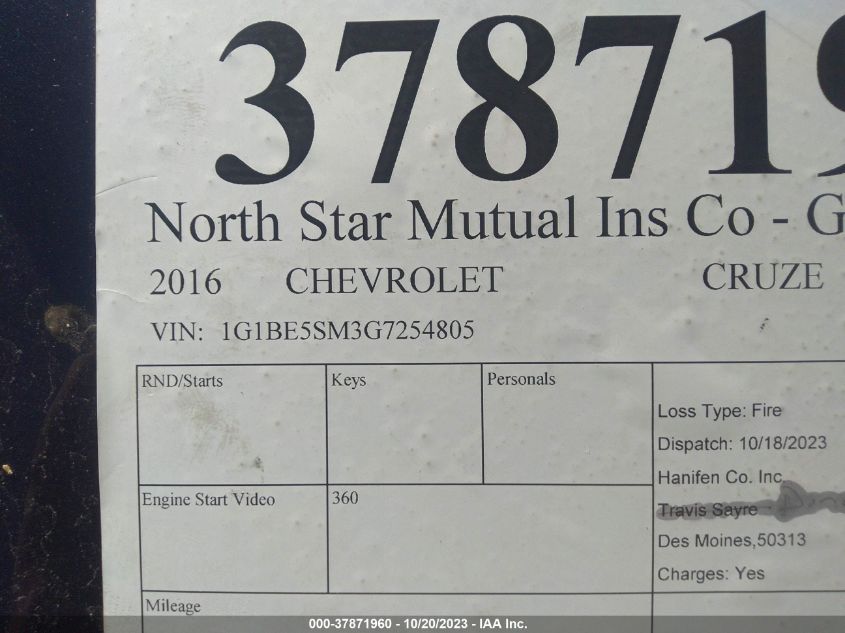 378719
North Star Mutual Ins Co - G
2016 CHEVROLET CRUZE
VIN: 1G1BE5SM3G7254805
RND/Starts Keys Personals
Loss Type: Fire
Dispatch: 10/18/2023
Hanifen Co. Inc
Engine Start Video 360
Travis Sayre
Des Moines,50313
Charges: Yes
Mileage
000-37871960 - 10/20/2023 - IAA Inc.